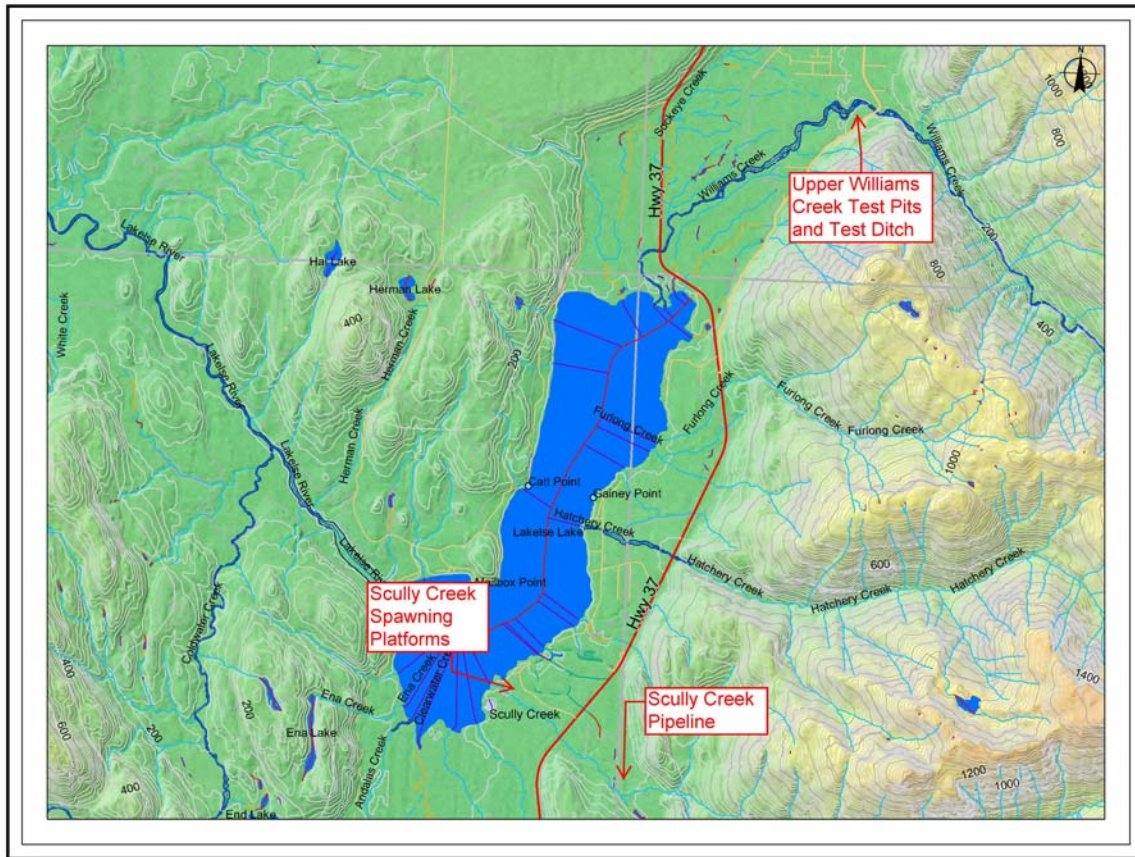 N
1000
800
Sockeye Creek
Hwy 37
Williams Creek
Williams Creek
Upper Williams
Creek Test Pits
and Test Ditch
200
800
400
Lakelse River
White Creek
Hai Lake
Herman Lake
400
Herman Creek
200
Lakelse River
Furlong Creek
Furlong Creek
Furlong Creek
Furlong Creek
1000
Lakelse River
Herman Creek
Catt Point
Gainey Point
Hatchery Creek
Lakelse Lake
600
Hatchery Creek
Hatchery Creek
Hatchery Creek
Coldwater Creek
Scully Creek
Spawning
Platforms
Point
Hwy 37
400
600
200
200
Ena Creek
Ena Creek
Ena Lake
Scully Creek
Scully Creek
Pipeline
1400
Andalas Creek
400
End Lake
1200
1000